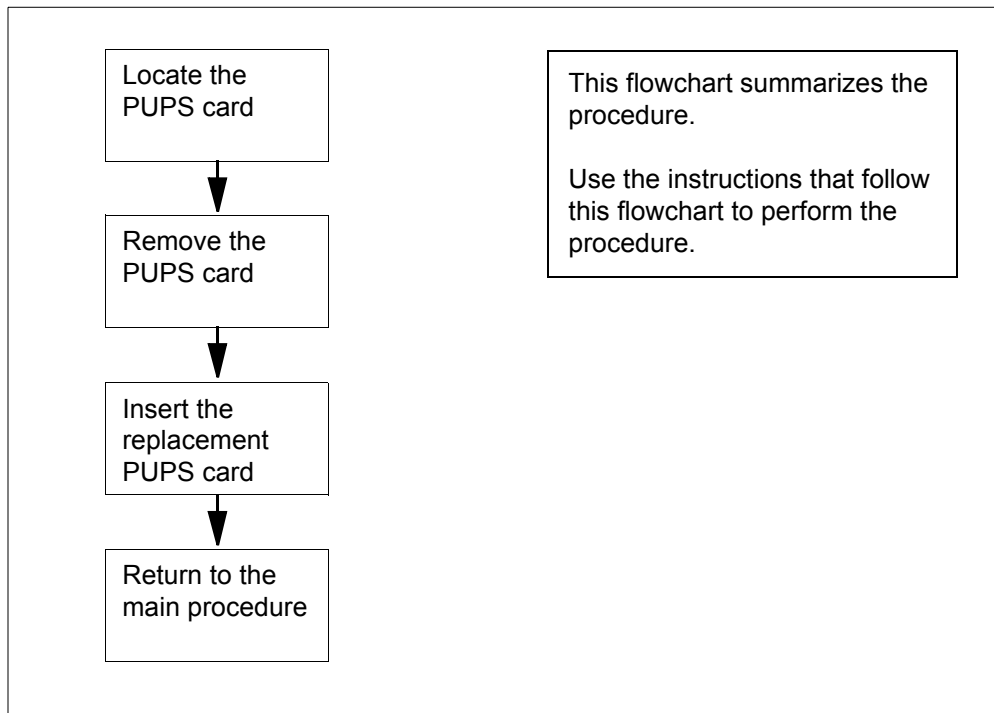 Locate the
PUPS card
Remove the
PUPS card
Insert the
replacement
PUPS card
Return to the
main procedure
This flowchart summarizes the
procedure.
Use the instructions that follow
this flowchart to perform the
procedure.